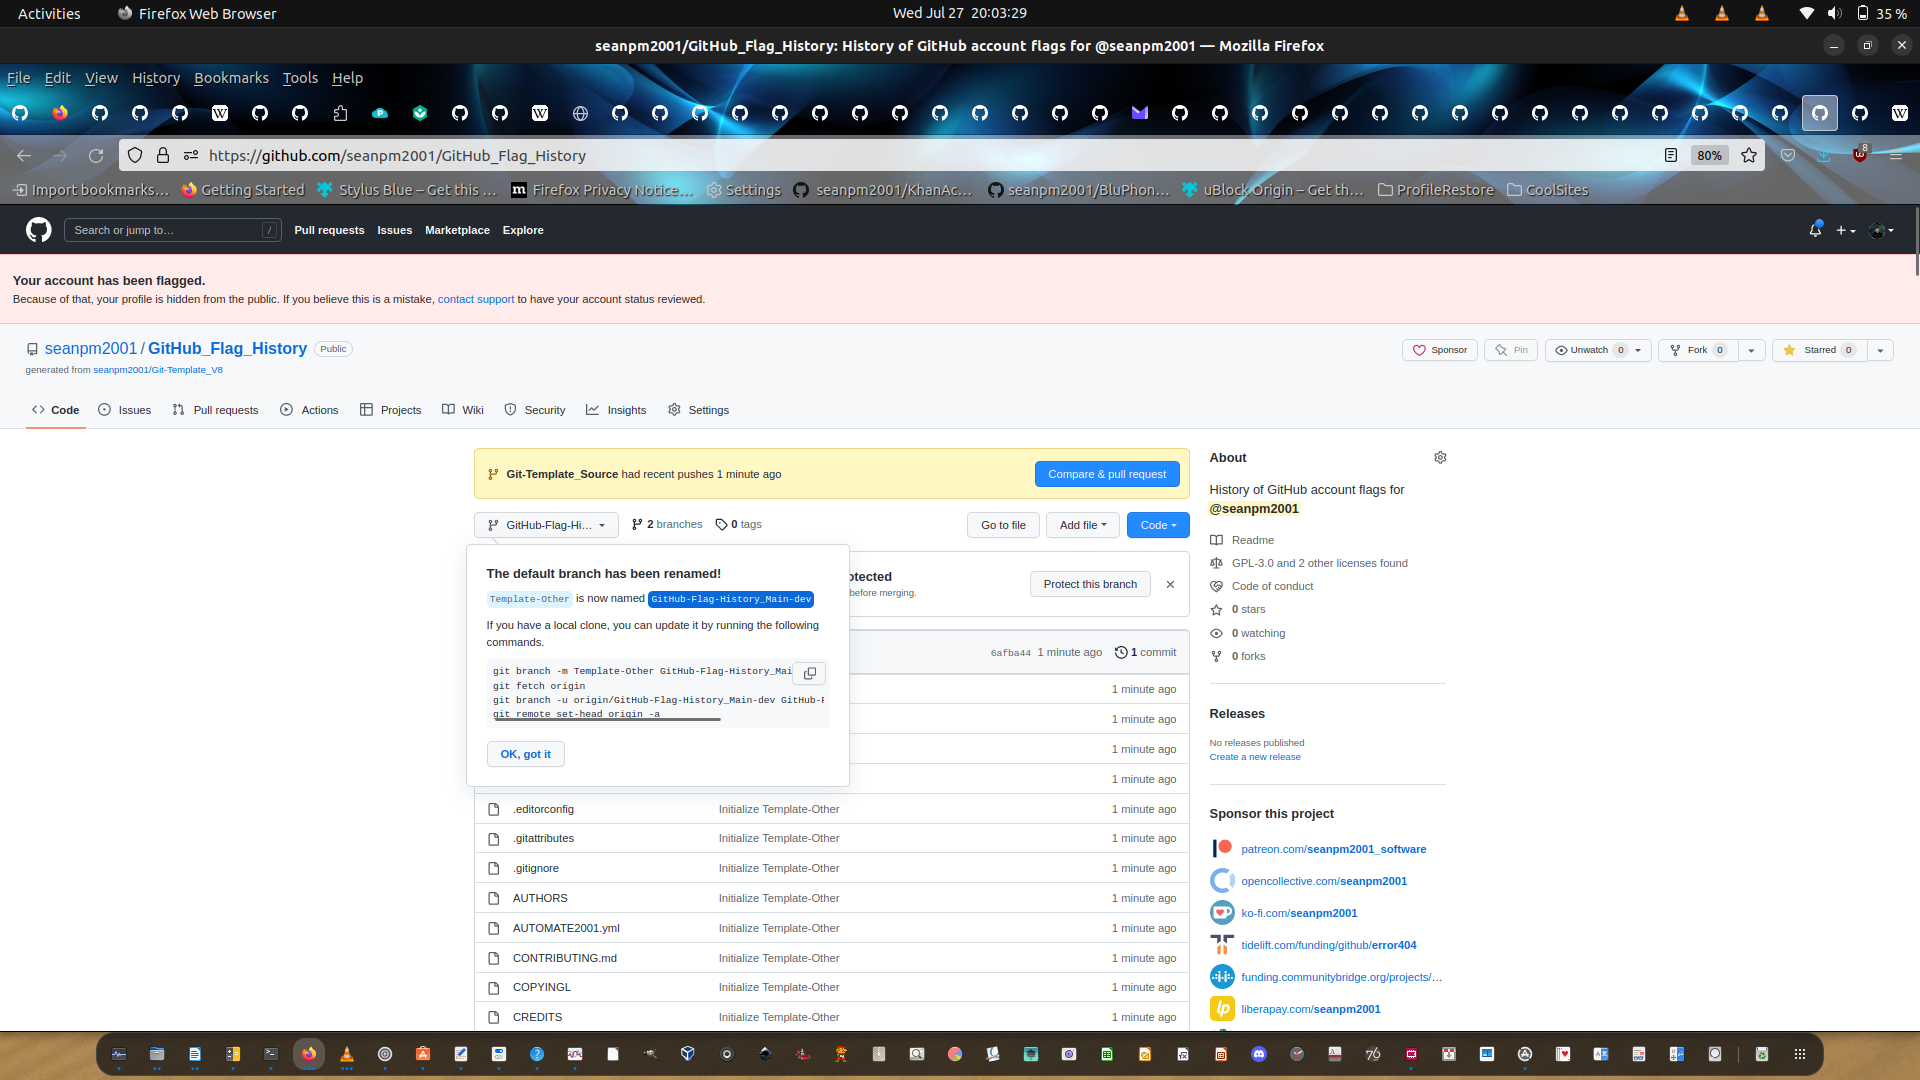 Activities
Firefox Web Browser
Wed Jul 27 20:03:29
35 %
seanpm2001/GitHub_Flag_History: History of GitHub account flags for @seanpm2001 — Mozilla Firefox
File Edit View History Bookmarks Tools Help
https://github.com/seanpm2001/GitHub_Flag_History
80%
8
Import bookmarks…
Getting Started
Stylus Blue – Get this …
Firefox Privacy Notice…
Settings
seanpm2001/KhanAc…
seanpm2001/BluPhon…
uBlock Origin – Get th…
ProfileRestore
CoolSites
Search or jump to…
/
Pull requests
Issues
Marketplace
Explore
Your account has been flagged.
Because of that, your profile is hidden from the public. If you believe this is a mistake, contact support to have your account status reviewed.
seanpm2001 / GitHub_Flag_History
Public
Sponsor
Pin
Unwatch 0
Fork 0
Starred 0
generated from seanpm2001/Git-Template_V8
Code
Issues
Pull requests
Actions
Projects
Wiki
Security
Insights
Settings
Git-Template_Source had recent pushes 1 minute ago
Compare & pull request
GitHub-Flag-Hi…
2 branches
0 tags
Go to file
Add file
Code
otected
before merging.
Protect this branch
The default branch has been renamed!
Template-Other is now named GitHub-Flag-History_Main-dev
If you have a local clone, you can update it by running the following
commands.
git branch -m Template-Other GitHub-Flag-History_Mai
git fetch origin
git branch -u origin/GitHub-Flag-History_Main-dev GitHub-F
git remote set-head origin -a
OK, got it
6afba44 1 minute ago
1 commit
1 minute ago
1 minute ago
1 minute ago
1 minute ago
.editorconfig Initialize Template-Other 1 minute ago
.gitattributes Initialize Template-Other 1 minute ago
.gitignore Initialize Template-Other 1 minute ago
AUTHORS Initialize Template-Other 1 minute ago
AUTOMATE2001.yml Initialize Template-Other 1 minute ago
CONTRIBUTING.md Initialize Template-Other 1 minute ago
COPYINGL Initialize Template-Other 1 minute ago
CREDITS Initialize Template-Other 1 minute ago
About
History of GitHub account flags for
@seanpm2001
Readme
GPL-3.0 and 2 other licenses found
Code of conduct
0 stars
0 watching
0 forks
Releases
No releases published
Create a new release
Sponsor this project
patreon.com/seanpm2001_software
opencollective.com/seanpm2001
ko-fi.com/seanpm2001
tidelift.com/funding/github/error404
funding.communitybridge.org/projects/…
liberapay.com/seanpm2001